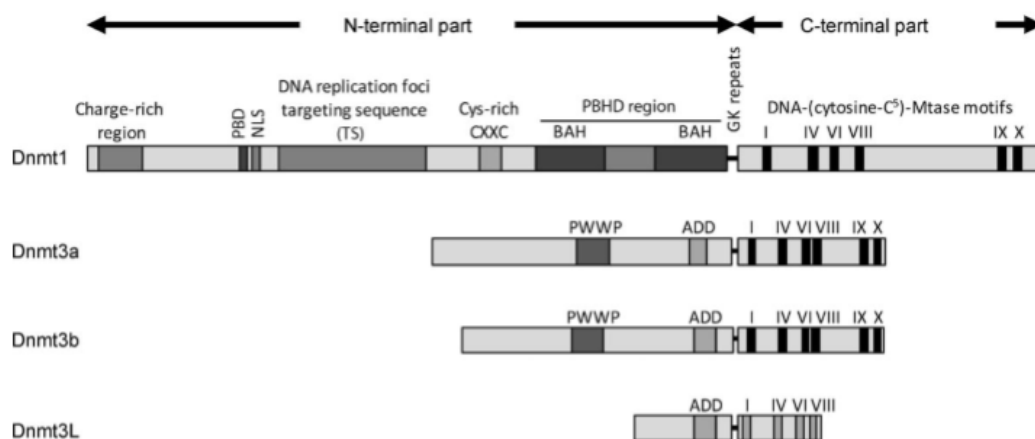 N-terminal part C-terminal part
DNA replication foci
Charge-rich targeting sequence Cys-rich PBHD region DNA-(cytosine-C⁵)-Mtase motifs
region PBD NLS (TS) CXXC BAH BAH GK repeats I IV VI VIII IX X
Dnmt1
PWWP ADD I IV VI VIII IX X
Dnmt3a
PWWP ADD I IV VI VIII IX X
Dnmt3b
ADD I IV VI VIII
Dnmt3L